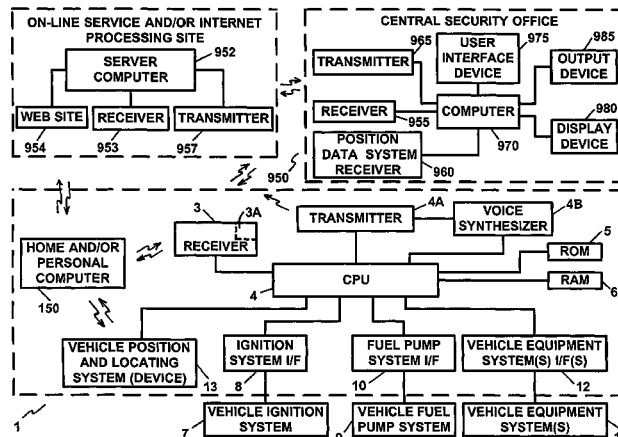 ON-LINE SERVICE AND/OR INTERNET
PROCESSING SITE
SERVER
COMPUTER
952
WEB SITE
RECEIVER
TRANSMITTER
954
953
957
CENTRAL SECURITY OFFICE
965
975
985
TRANSMITTER
USER
INTERFACE
DEVICE
OUTPUT
DEVICE
RECEIVER
955
COMPUTER
970
980
DISPLAY
DEVICE
POSITION
DATA SYSTEM
RECEIVER
960
950
3
3A
RECEIVER
TRANSMITTER
4A
VOICE
SYNTHESIZER
4B
HOME AND/OR
PERSONAL
COMPUTER
150
CPU
4
ROM
5
RAM
6
VEHICLE POSITION
AND LOCATING
SYSTEM (DEVICE)
13
IGNITION
SYSTEM I/F
8
FUEL PUMP
SYSTEM I/F
10
VEHICLE EQUIPMENT
SYSTEM(S) I/F(S)
12
1
VEHICLE IGNITION
SYSTEM
7
VEHICLE FUEL
PUMP SYSTEM
VEHICLE EQUIPMENT
SYSTEM(S)